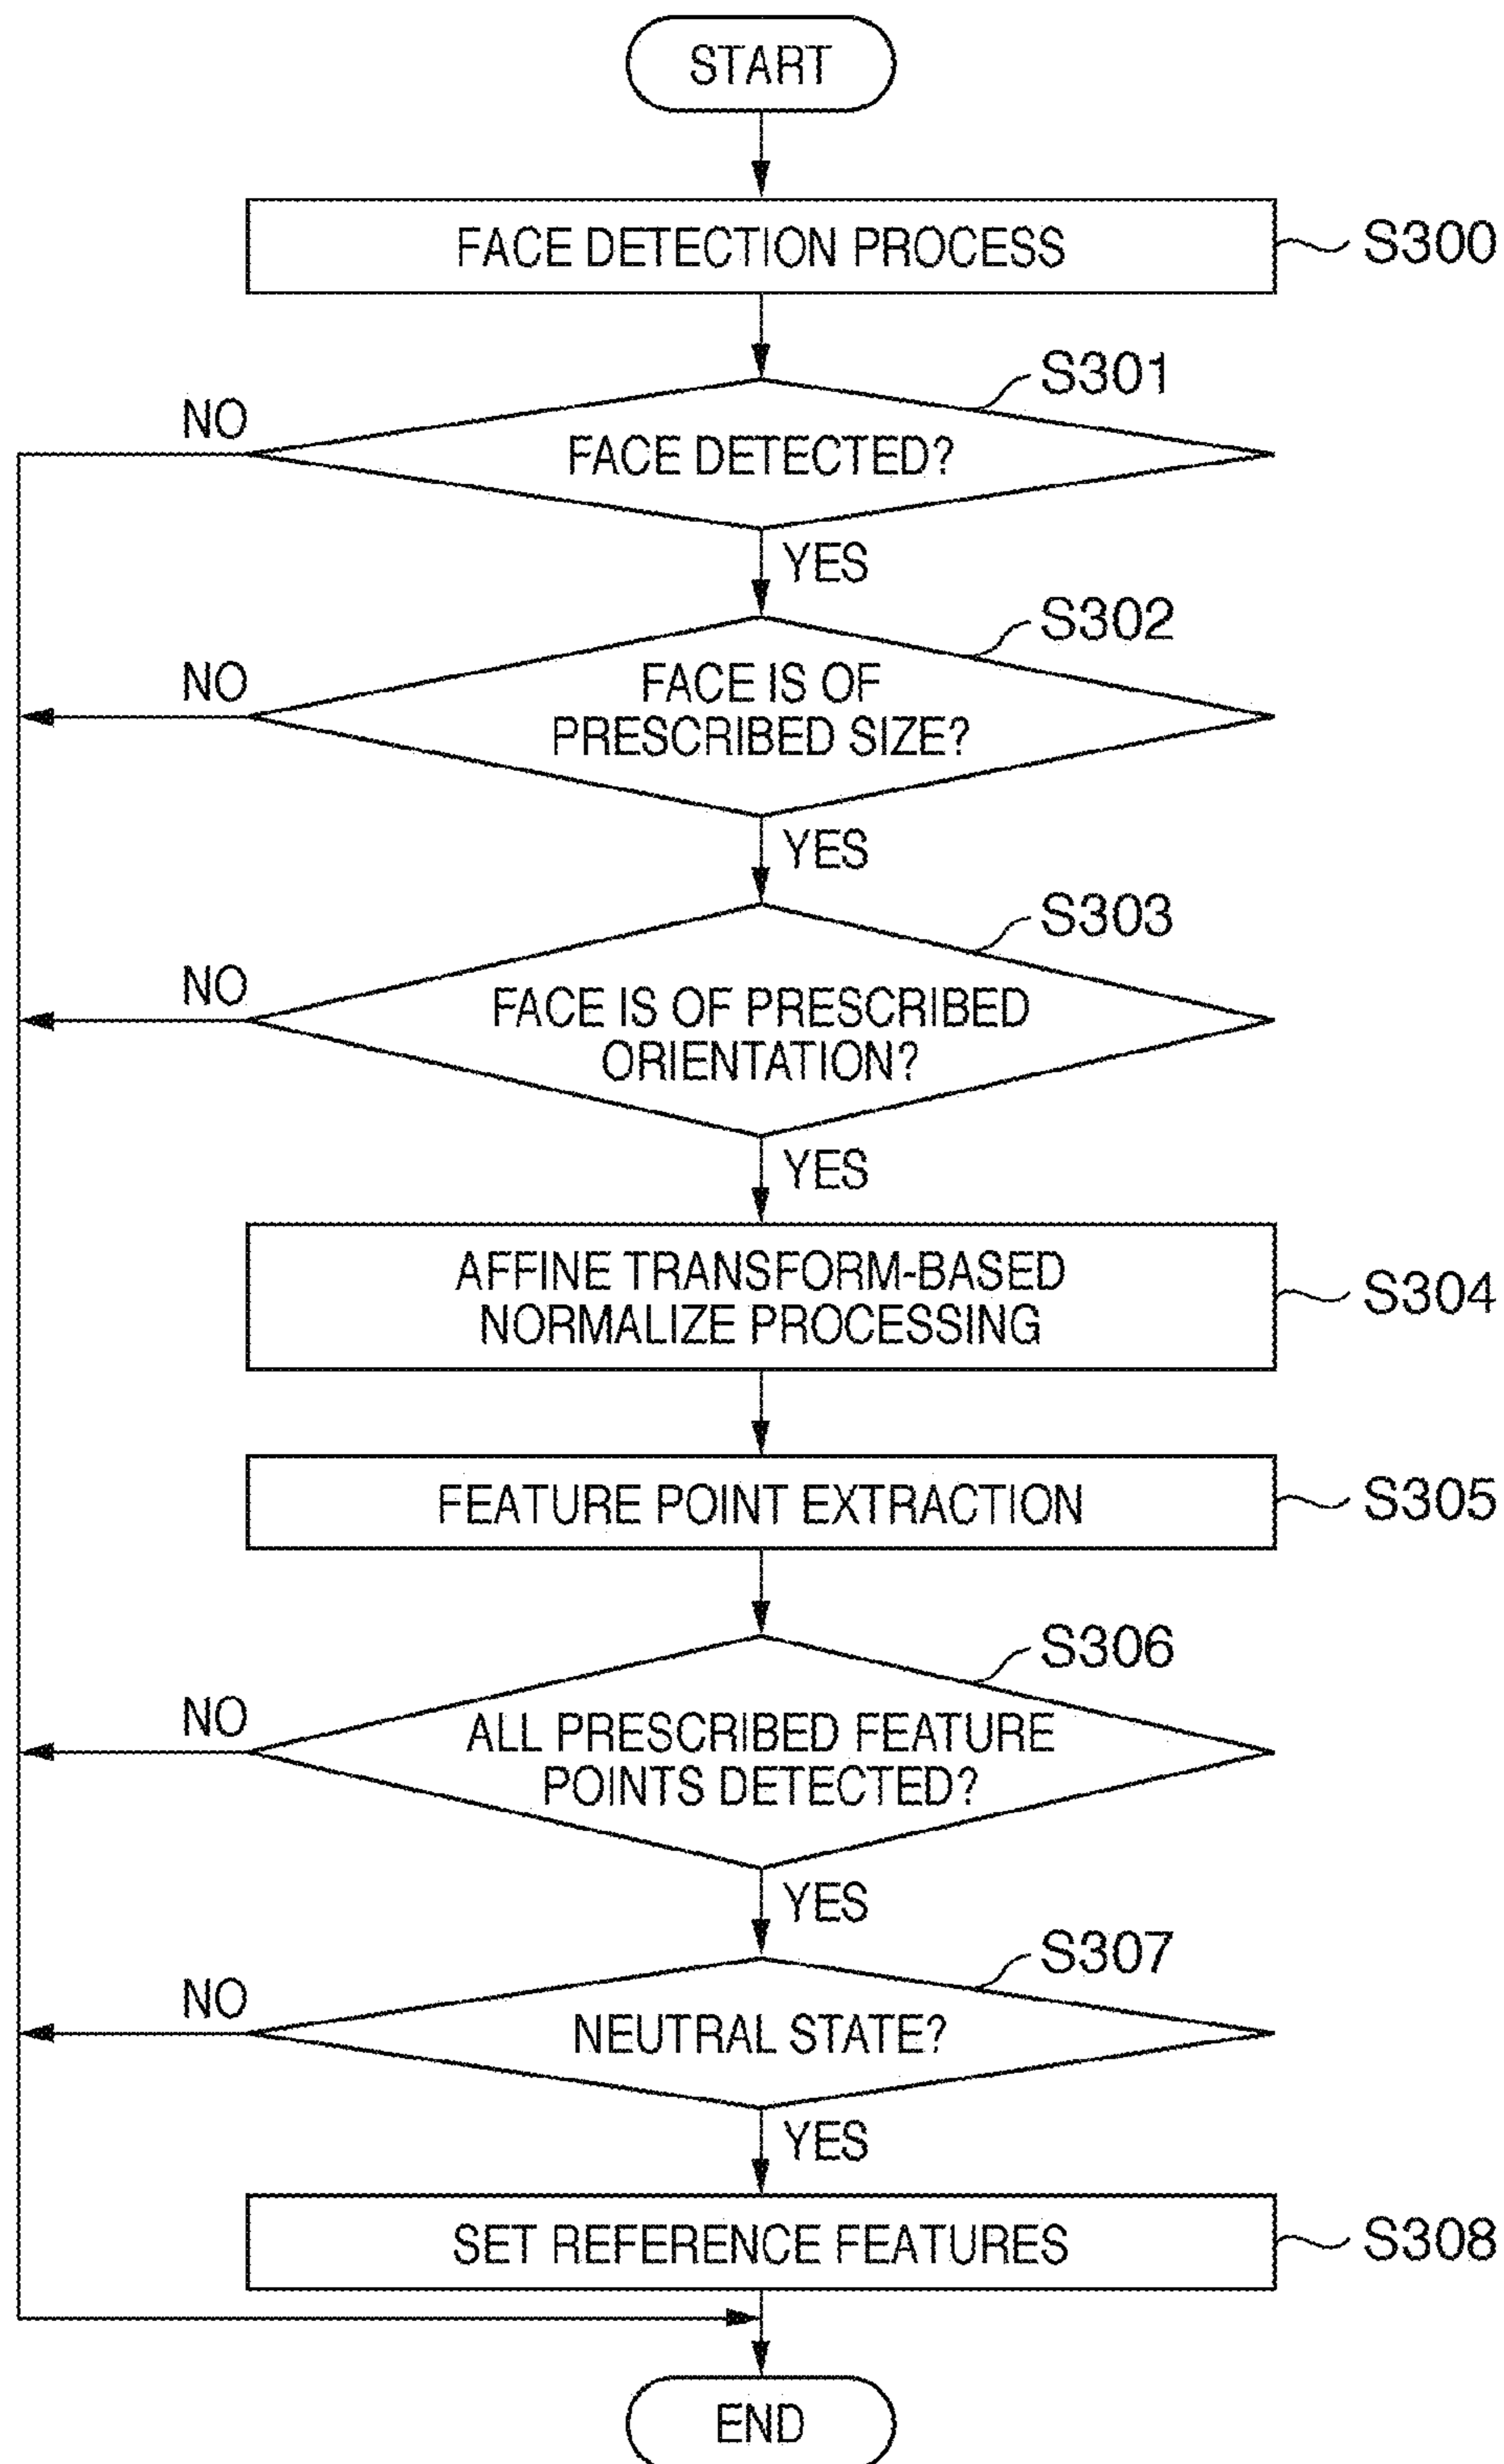 START
FACE DETECTION PROCESS
S300
S301
NO
FACE DETECTED?
YES
S302
NO
FACE IS OF
PRESCRIBED SIZE?
YES
S303
NO
FACE IS OF PRESCRIBED
ORIENTATION?
YES
AFFINE TRANSFORM-BASED
NORMALIZE PROCESSING
S304
FEATURE POINT EXTRACTION
S305
S306
NO
ALL PRESCRIBED FEATURE
POINTS DETECTED?
YES
S307
NO
NEUTRAL STATE?
YES
SET REFERENCE FEATURES
S308
END